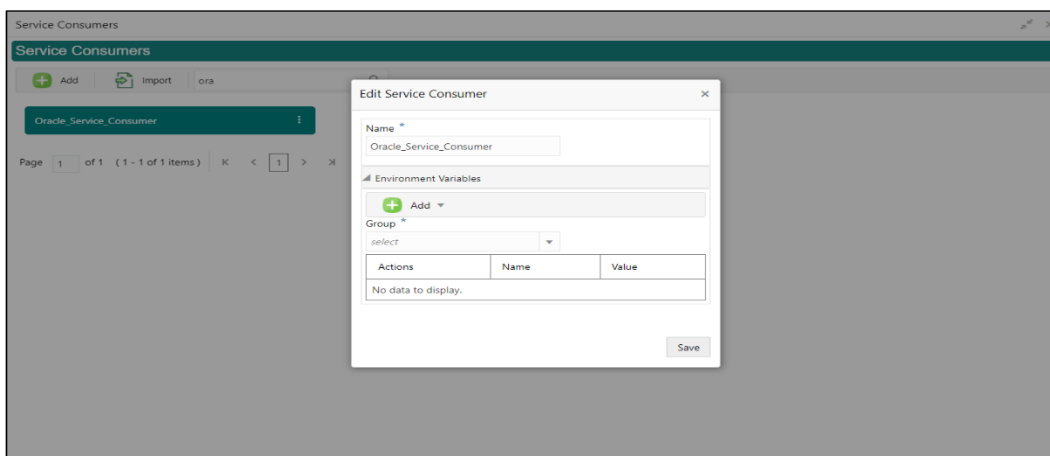 Service Consumers
Service Consumers
Add Import ora
Oracle_Service_Consumer
Page 1 of 1 (1 - 1 of 1 items) 1
Edit Service Consumer
Name *
Oracle_Service_Consumer
Environment Variables
Add
Group *
select
Actions Name Value
No data to display.
Save